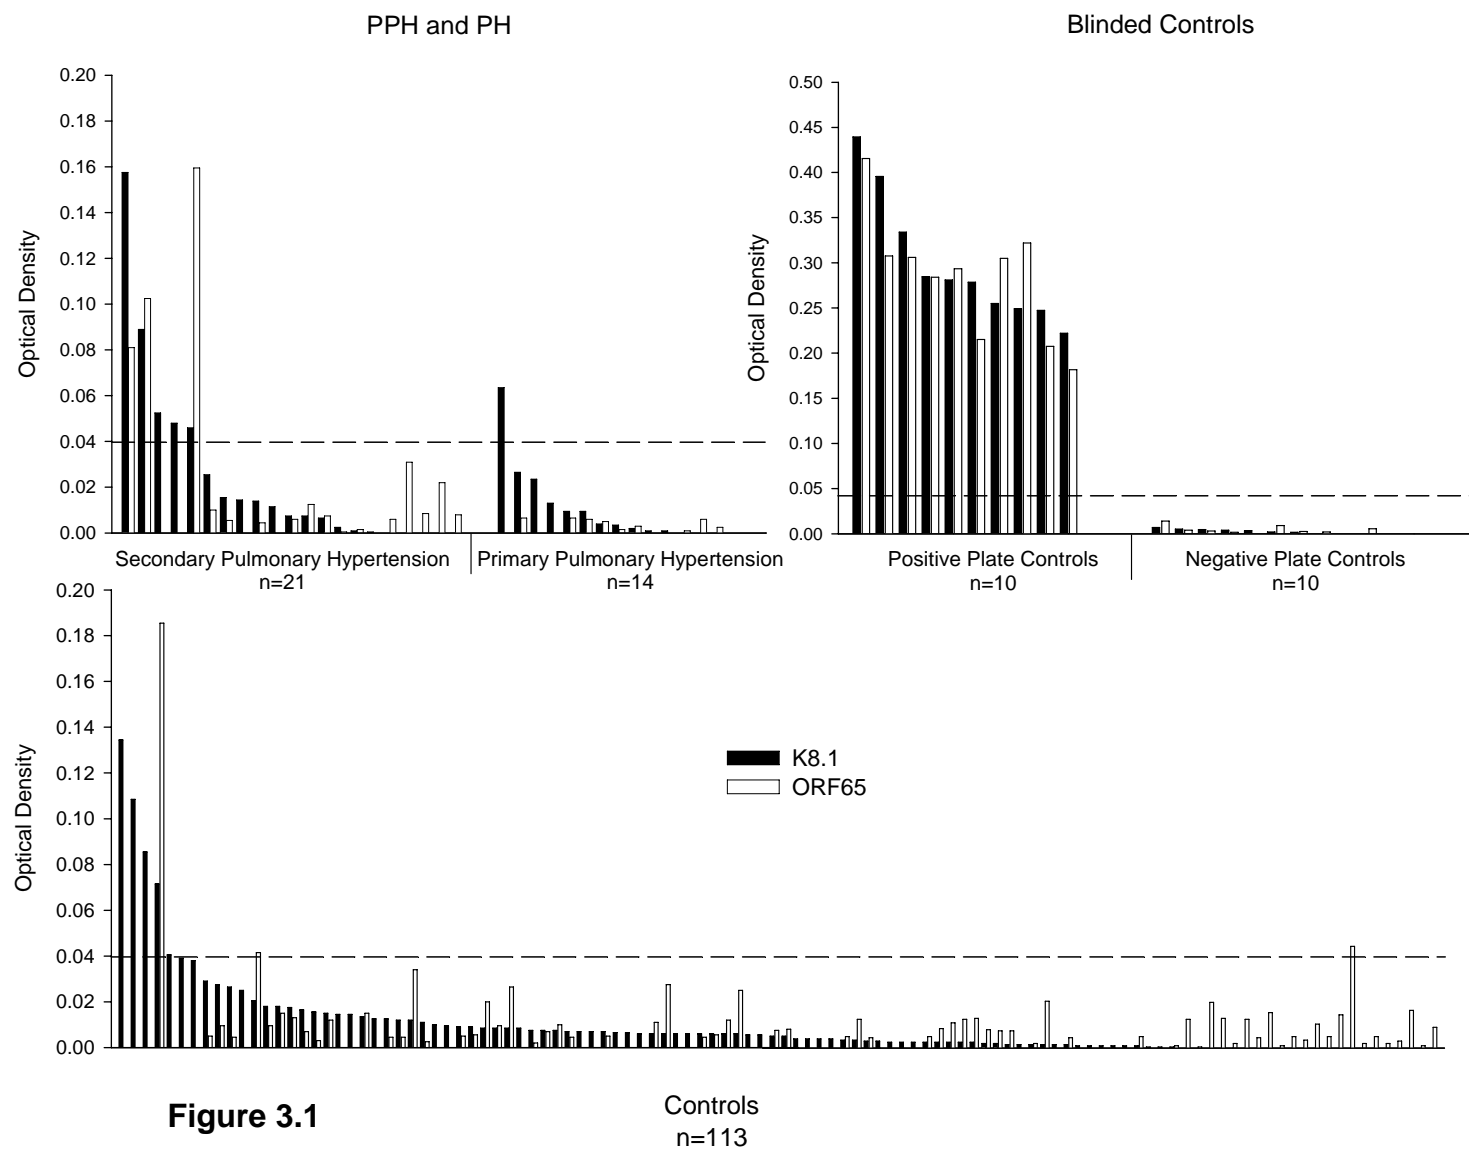 PPH and PH
Optical Density
0.20
0.18
0.16
0.14
0.12
0.10
0.08
0.06
0.04
0.02
0.00
Secondary Pulmonary Hypertension
n=21
Primary Pulmonary Hypertension
n=14
Blinded Controls
Optical Density
0.50
0.45
0.40
0.35
0.30
0.25
0.20
0.15
0.10
0.05
0.00
Positive Plate Controls
n=10
Negative Plate Controls
n=10
Optical Density
0.20
0.18
0.16
0.14
0.12
0.10
0.08
0.06
0.04
0.02
0.00
K8.1
ORF65
Controls
n=113
Figure 3.1